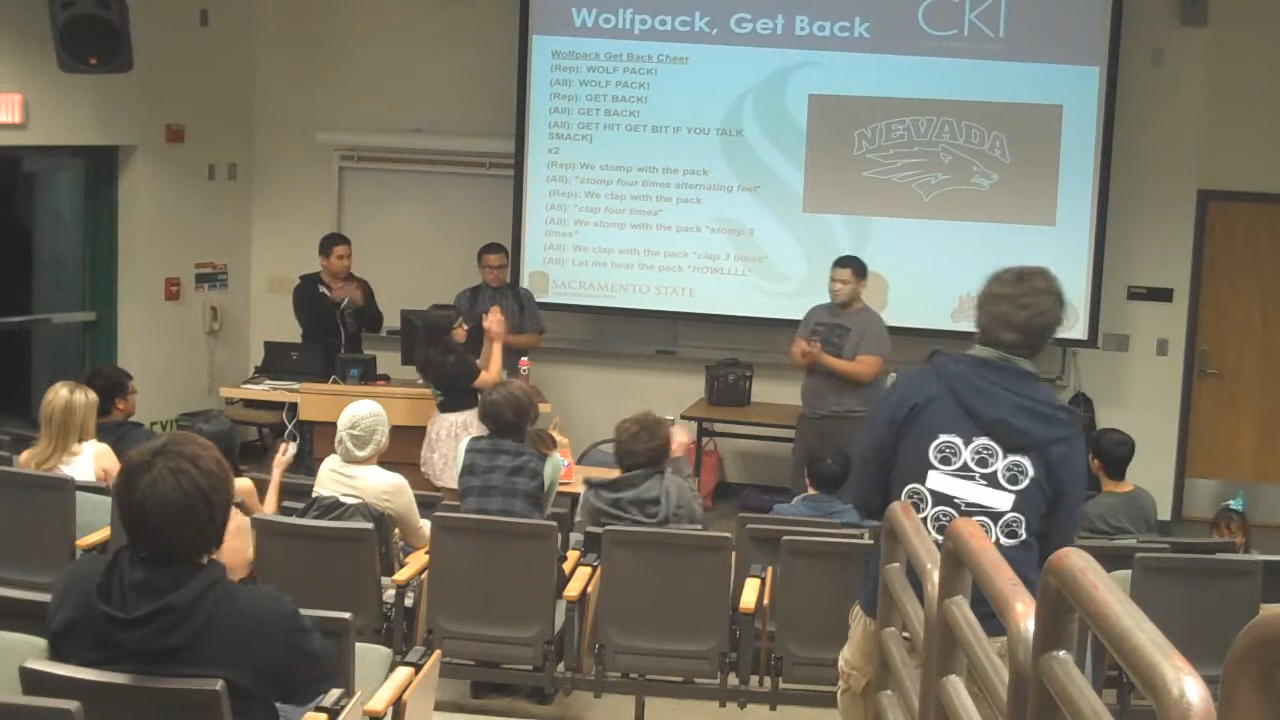 Wolfpack, Get Back
CKI
Wolfpack Get Back Cheer
(Rep): WOLF PACK!
(All): WOLF PACK!
(Rep): GET BACK!
(All): GET BACK!
(All): GET HIT GET BIT IF YOU TALK
SMACK]
x2
(Rep):We stomp with the pack
(All): "stomp four times alternating feet"
(Rep): We clap with the pack
(All): "clap four times"
(All): We stomp with the pack "stomp 3
times"
(All): We clap with the pack "clap 3 times"
(All): Let me hear the pack "HOWLLLL"
NEVADA
SACRAMENTO STATE
EXIT